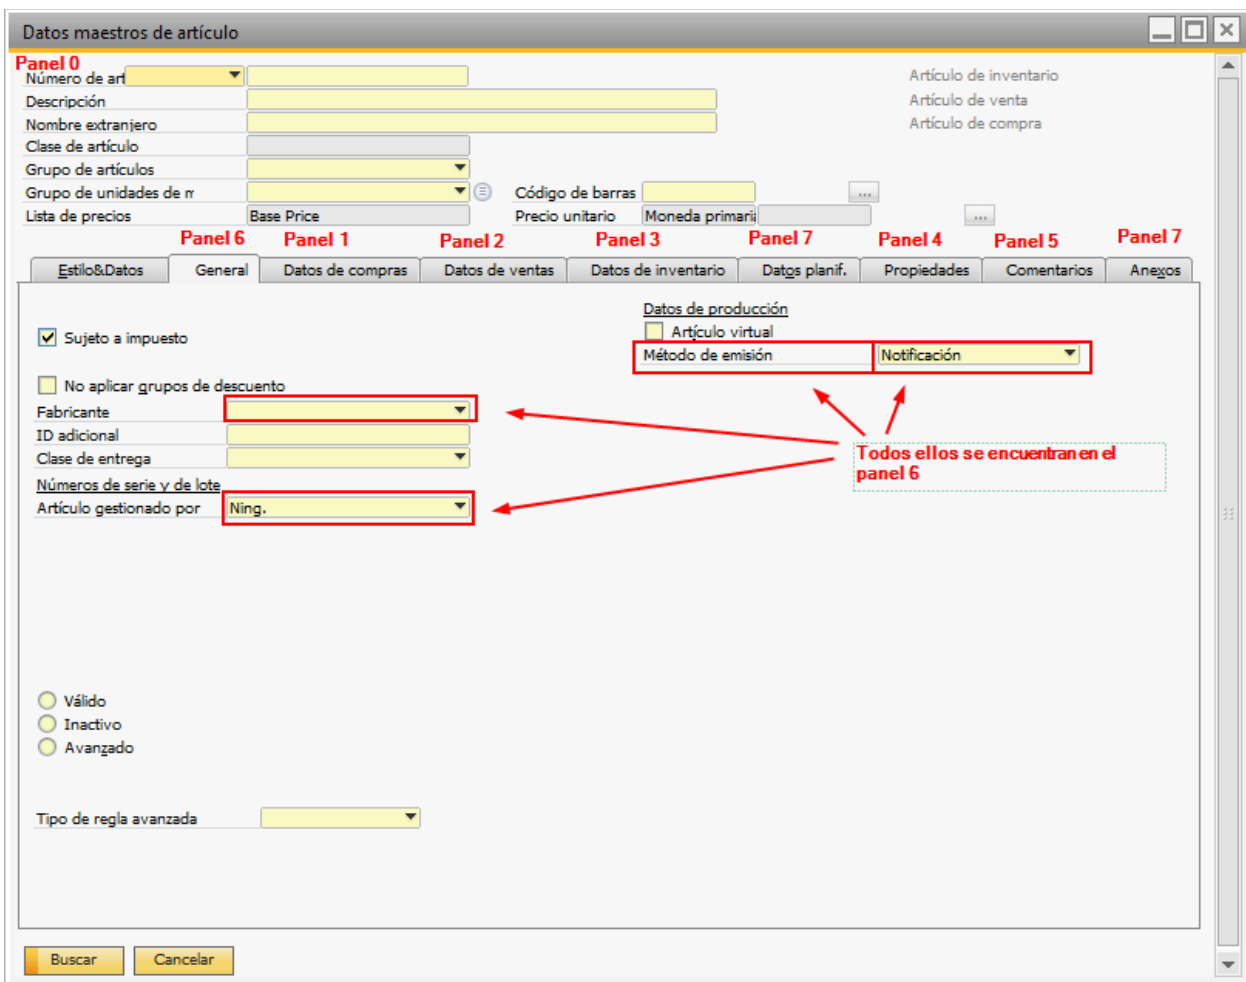 Datos maestros de artículo
Panel 0
Número de art
Artículo de inventario
Descripción
Artículo de venta
Nombre extranjero
Artículo de compra
Clase de artículo
Grupo de artículos
Grupo de unidades de m
Código de barras
...
Lista de precios
Base Price
Precio unitario
Moneda primaria
...
Panel 6
Panel 1
Panel 2
Panel 3
Panel 7
Panel 4
Panel 5
Panel 7
Estilo&Datos
General
Datos de compras
Datos de ventas
Datos de inventario
Datos planif.
Propiedades
Comentarios
Anexos
Datos de producción
Sujeto a impuesto
Artículo virtual
Método de emisión
Notificación
No aplicar grupos de descuento
Fabricante
ID adicional
Clase de entrega
Todos ellos se encuentran en el
panel 6
Números de serie y de lote
Artículo gestionado por
Ning.
Válido
Inactivo
Avanzado
Tipo de regla avanzada
Buscar
Cancelar